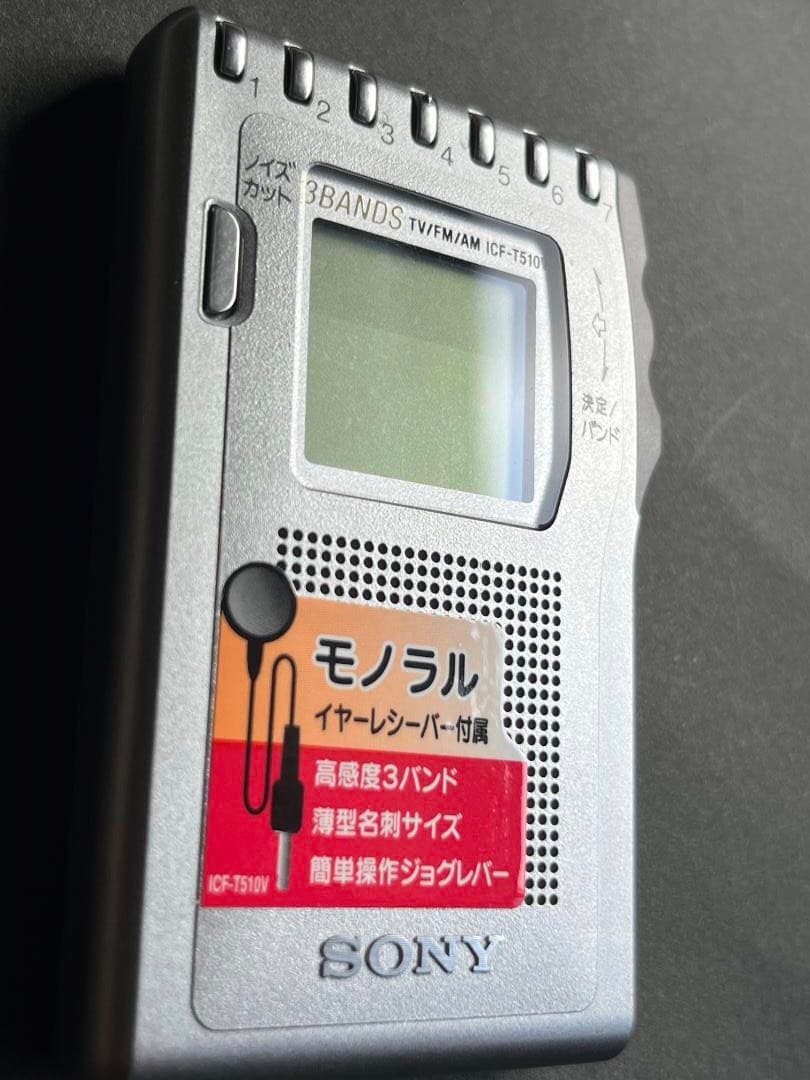 1
2
3
4
5
6
7
ノイズ
カット
3BANDS TV/FM/AM ICF-T510V
決定/
バンド
モノラル
イヤーレシーバー付属
高感度3バンド
薄型名刺サイズ
簡単操作ジョグレバー
ICF-T510V
SONY